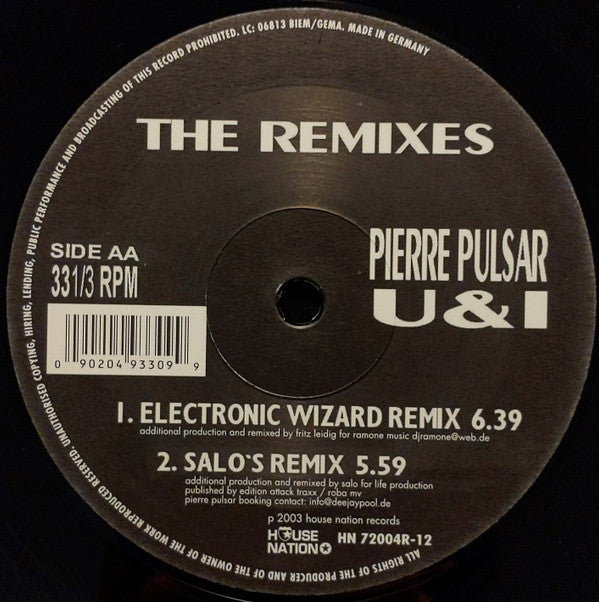 UNAUTHORISED COPYING, HIRING, LENDING, PUBLIC PERFORMANCE AND BROADCASTING OF THIS RECORD PROHIBITED. LC: 06813 BIEM/GEMA. MADE IN GERMANY
THE REMIXES
SIDE AA
331/3 RPM
PIERRE PULSAR
U & I
0 90204 93309 9
1. ELECTRONIC WIZARD REMIX 6.39
additional production and remixed by fritz leidig for ramone music djramone@web.de
2. SALO`S REMIX 5.59
additional production and remixed by salo for life production
published by edition attack traxx / roba mv
pierre pulsar booking contact: info@deejaypool.de
p 2003 house nation records
HOUSE
NATION
HN 72004R-12
ALL RIGHTS OF THE PRODUCER AND OF THE OWNER OF THE WORK REPRODUCED RESERVED.